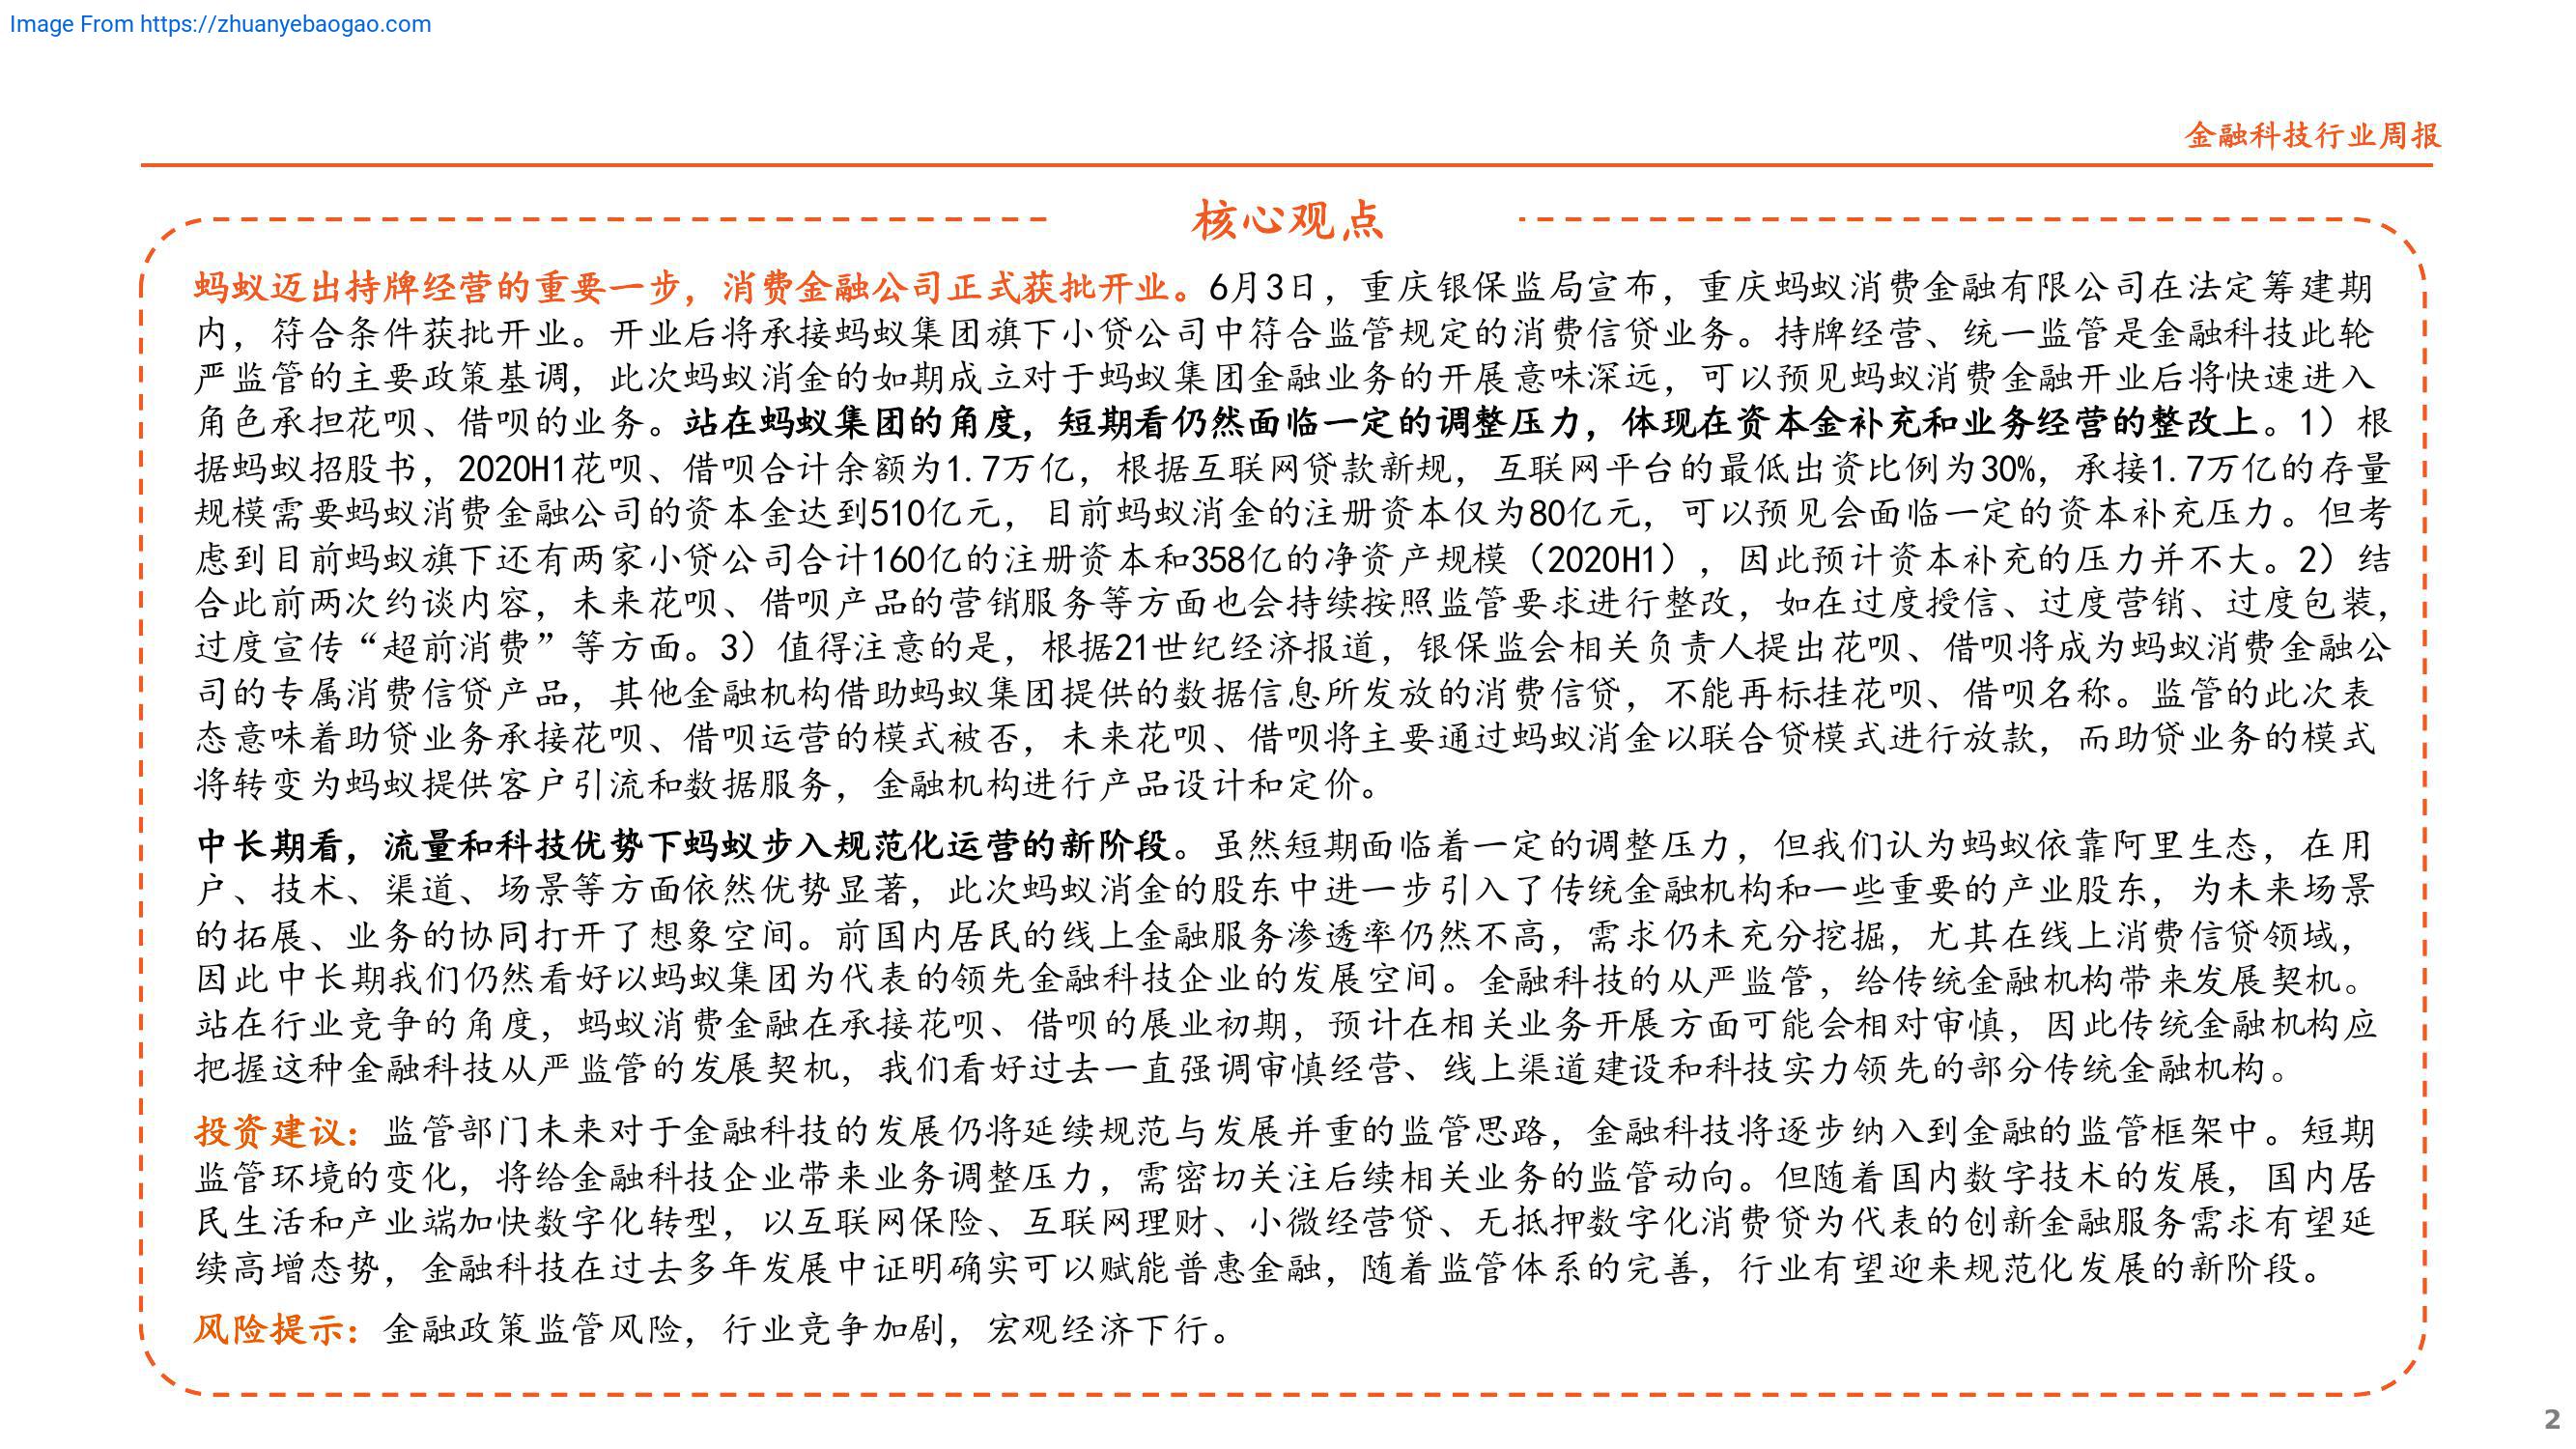 Image From https://zhuanyebaogao.com
金融科技行业周报
核心观点
蚂蚁迈出持牌经营的重要一步，消费金融公司正式获批开业。6月3日，重庆银保监局宣布，重庆蚂蚁消费金融有限公司在法定筹建期
内，符合条件获批开业。开业后将承接蚂蚁集团旗下小贷公司中符合监管规定的消费信贷业务。持牌经营、统一监管是金融科技此轮
严监管的主要政策基调，此次蚂蚁消金的如期成立对于蚂蚁集团金融业务的开展意味深远，可以预见蚂蚁消费金融开业后将快速进入
角色承担花呗、借呗的业务。站在蚂蚁集团的角度，短期看仍然面临一定的调整压力，体现在资本金补充和业务经营的整改上。1）根
据蚂蚁招股书，2020H1花呗、借呗合计余额为1.7万亿，根据互联网贷款新规，互联网平台的最低出资比例为30%，承接1.7万亿的存量
规模需要蚂蚁消费金融公司的资本金达到510亿元，目前蚂蚁消金的注册资本仅为80亿元，可以预见会面临一定的资本补充压力。但考
虑到目前蚂蚁旗下还有两家小贷公司合计160亿的注册资本和358亿的净资产规模（2020H1），因此预计资本补充的压力并不大。2）结
合此前两次约谈内容，未来花呗、借呗产品的营销服务等方面也会持续按照监管要求进行整改，如在过度授信、过度营销、过度包装，
过度宣传“超前消费”等方面。3）值得注意的是，根据21世纪经济报道，银保监会相关负责人提出花呗、借呗将成为蚂蚁消费金融公
司的专属消费信贷产品，其他金融机构借助蚂蚁集团提供的数据信息所发放的消费信贷，不能再标挂花呗、借呗名称。监管的此次表
态意味着助贷业务承接花呗、借呗运营的模式被否，未来花呗、借呗将主要通过蚂蚁消金以联合贷模式进行放款，而助贷业务的模式
将转变为蚂蚁提供客户引流和数据服务，金融机构进行产品设计和定价。
中长期看，流量和科技优势下蚂蚁步入规范化运营的新阶段。虽然短期面临着一定的调整压力，但我们认为蚂蚁依靠阿里生态，在用
户、技术、渠道、场景等方面依然优势显著，此次蚂蚁消金的股东中进一步引入了传统金融机构和一些重要的产业股东，为未来场景
的拓展、业务的协同打开了想象空间。前国内居民的线上金融服务渗透率仍然不高，需求仍未充分挖掘，尤其在线上消费信贷领域，
因此中长期我们仍然看好以蚂蚁集团为代表的领先金融科技企业的发展空间。金融科技的从严监管，给传统金融机构带来发展契机。
站在行业竞争的角度，蚂蚁消费金融在承接花呗、借呗的展业初期，预计在相关业务开展方面可能会相对审慎，因此传统金融机构应
把握这种金融科技从严监管的发展契机，我们看好过去一直强调审慎经营、线上渠道建设和科技实力领先的部分传统金融机构。
投资建议：监管部门未来对于金融科技的发展仍将延续规范与发展并重的监管思路，金融科技将逐步纳入到金融的监管框架中。短期
监管环境的变化，将给金融科技企业带来业务调整压力，需密切关注后续相关业务的监管动向。但随着国内数字技术的发展，国内居
民生活和产业端加快数字化转型，以互联网保险、互联网理财、小微经营贷、无抵押数字化消费贷为代表的创新金融服务需求有望延
续高增态势，金融科技在过去多年发展中证明确实可以赋能普惠金融，随着监管体系的完善，行业有望迎来规范化发展的新阶段。
风险提示：金融政策监管风险，行业竞争加剧，宏观经济下行。
2